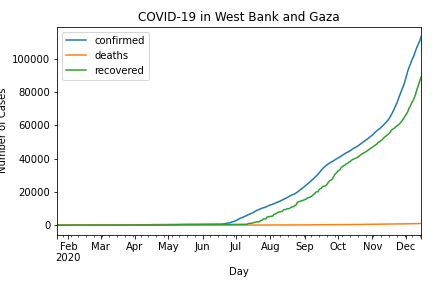 COVID-19 in West Bank and Gaza
confirmed
deaths
recovered
100000
80000
60000
40000
20000
0
Number of Cases
Feb Mar Apr May Jun Jul Aug Sep Oct Nov Dec
2020
Day